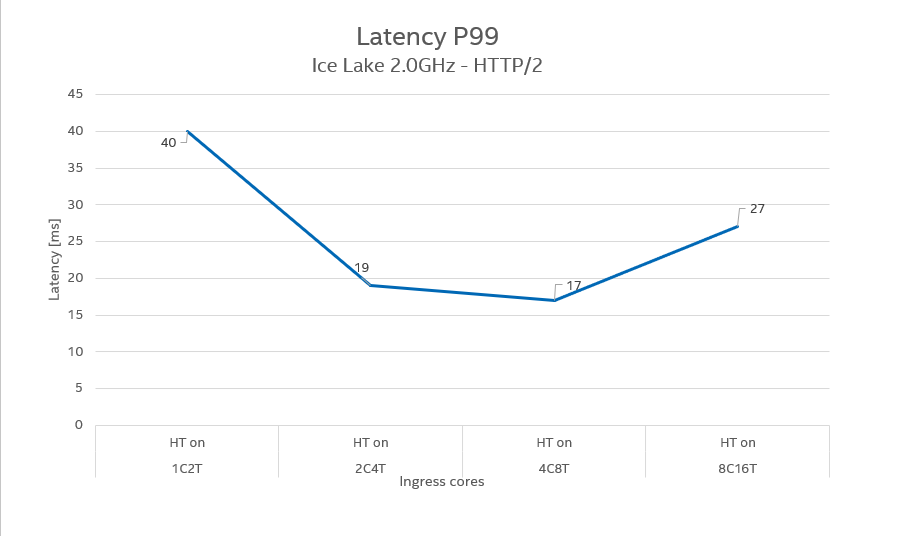 Latency P99
Ice Lake 2.0GHz - HTTP/2
45
40
35
30
25
20
15
10
5
0
Latency [ms]
40
19
17
27
HT on HT on HT on HT on
1C2T 2C4T 4C8T 8C16T
Ingress cores